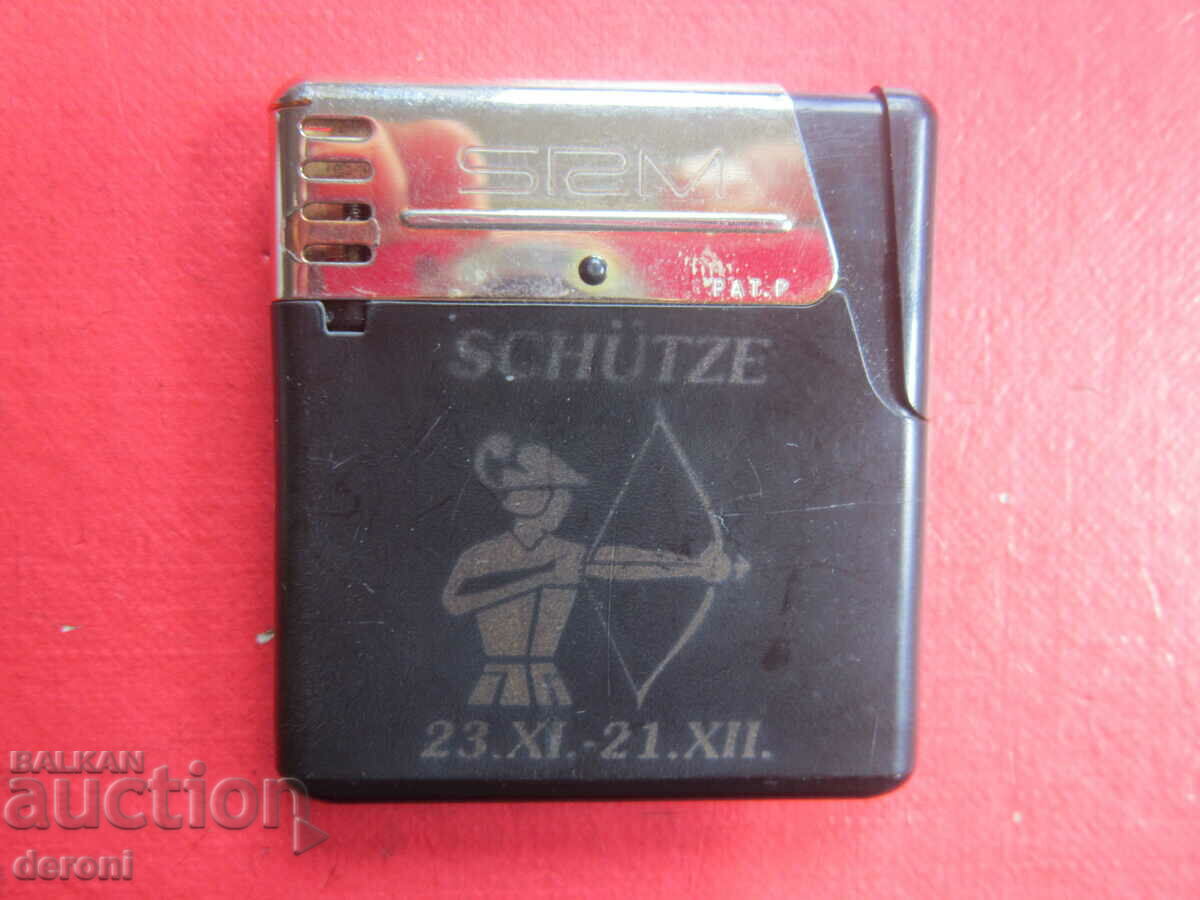 SRM
PAT.P
SCHÜTZE
23.XI.-21.XII.
BALKAN
auction
deroni